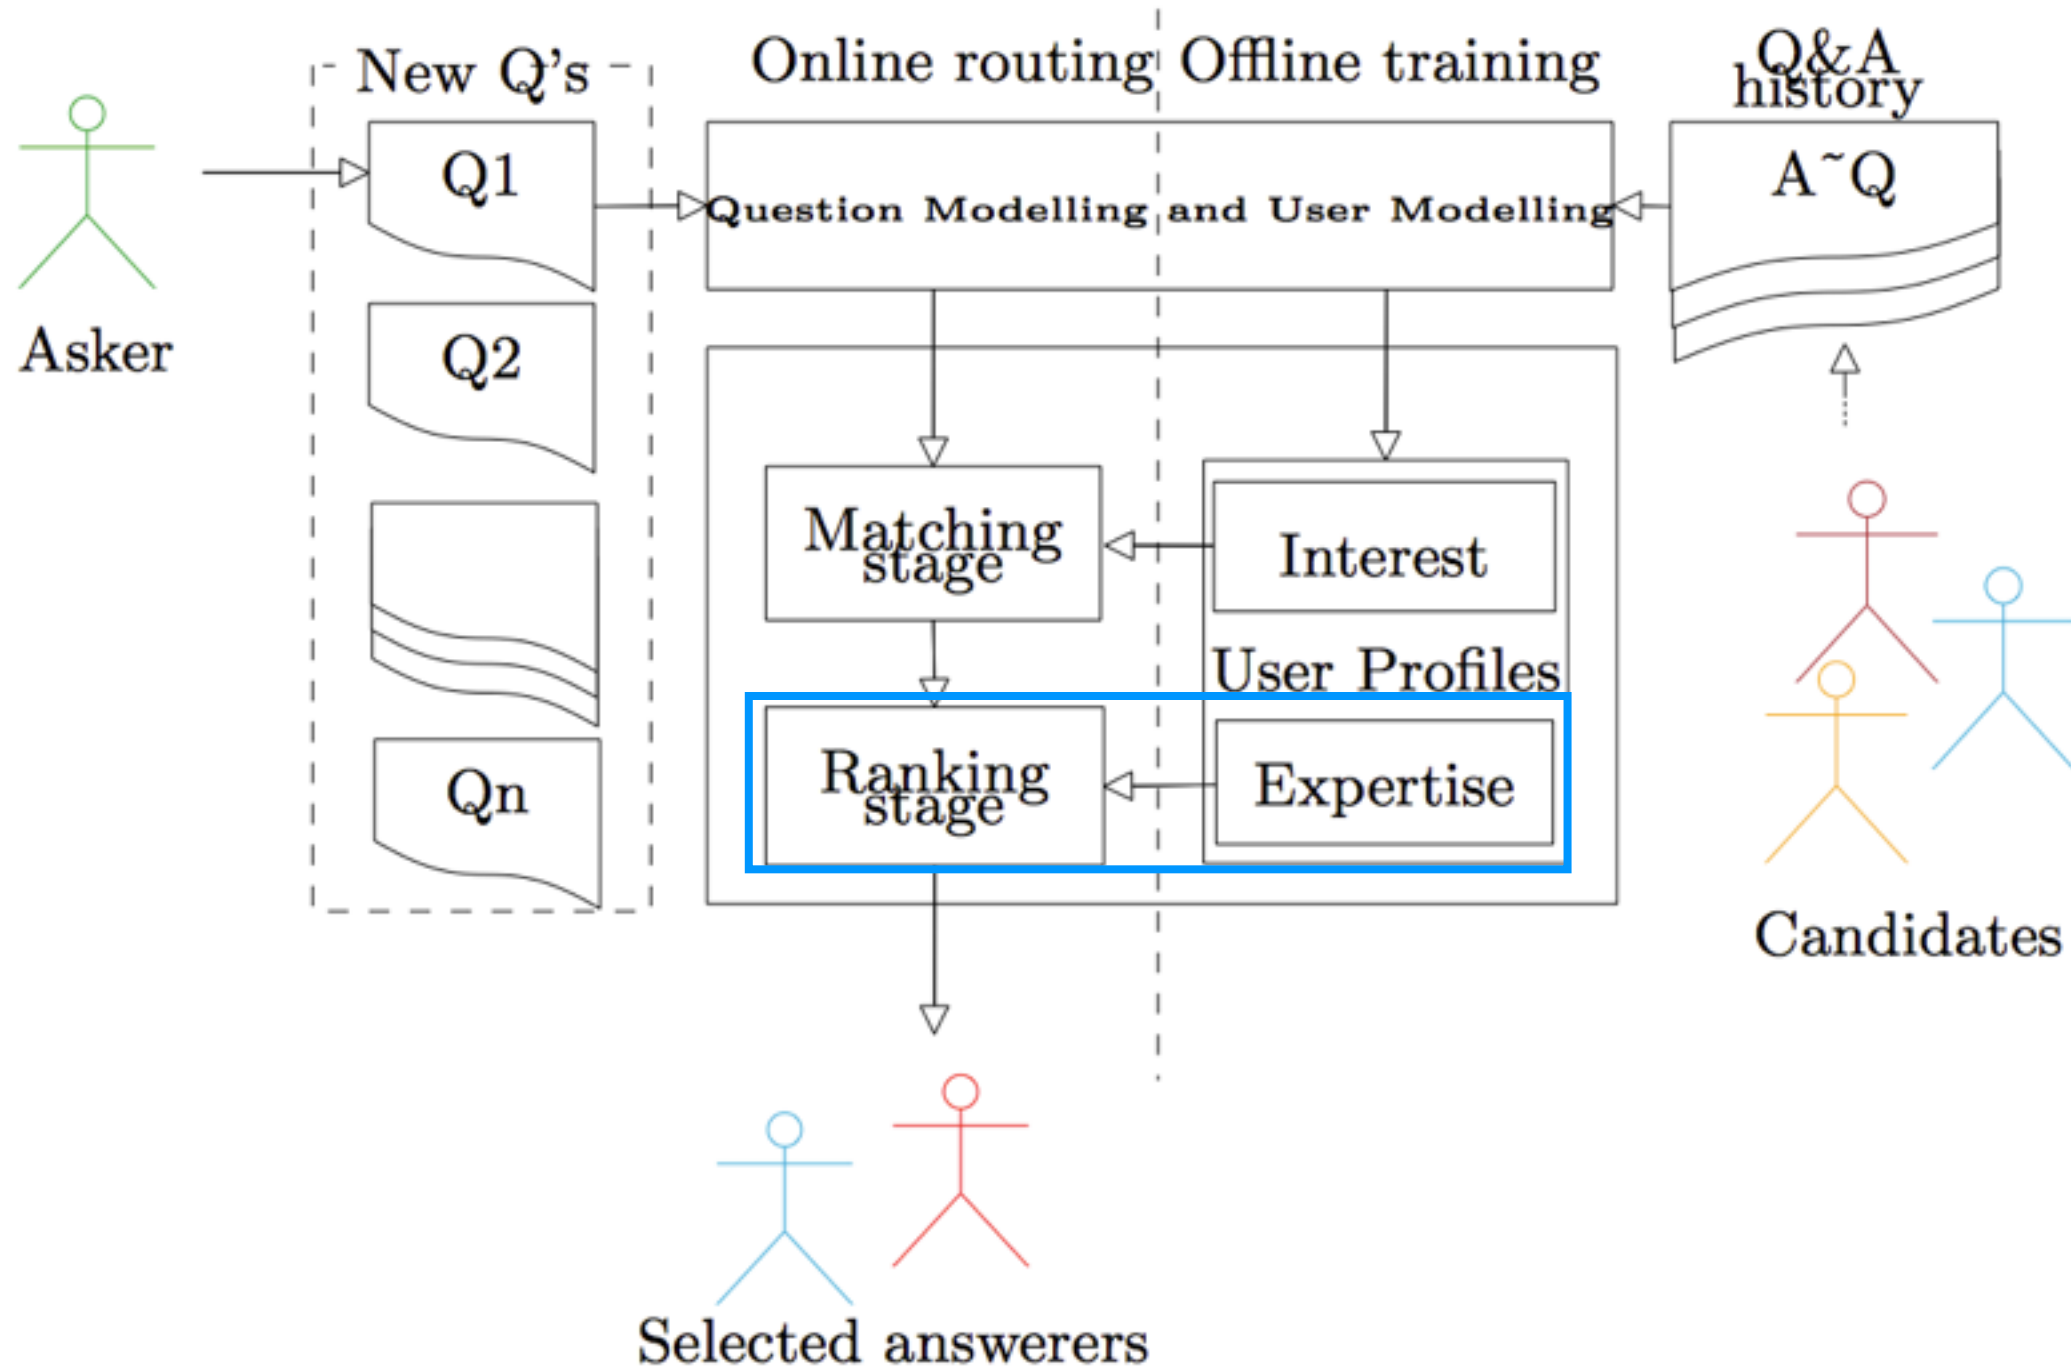 New Q's
Online routing
Offline training
Q&A
history
Asker
Q1
Q2
Qn
Question Modelling and User Modelling
A~Q
Matching
stage
Interest
User Profiles
Ranking
stage
Expertise
Candidates
Selected answerers